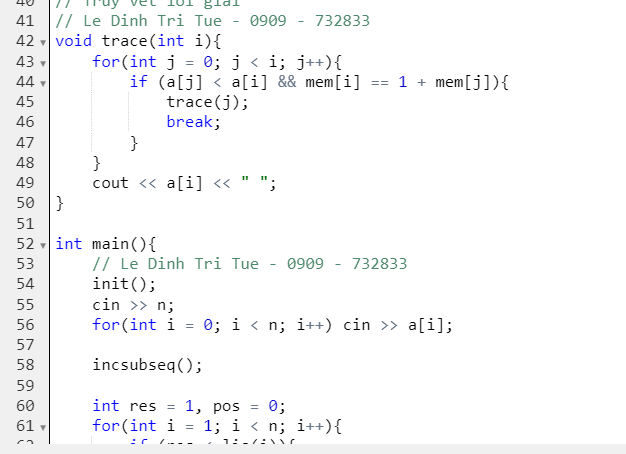 40 // Truy vet loi giai
41 // Le Dinh Tri Tue - 0909 - 732833
42 void trace(int i){
43 for(int j = 0; j < i; j++){
44 if (a[j] < a[i] && mem[i] == 1 + mem[j]){
45 trace(j);
46 break;
47 }
48 }
49 cout << a[i] << " ";
50 }
51
52 int main(){
53 // Le Dinh Tri Tue - 0909 - 732833
54 init();
55 cin >> n;
56 for(int i = 0; i < n; i++) cin >> a[i];
57
58 incsubseq();
59
60 int res = 1, pos = 0;
61 for(int i = 1; i < n; i++){